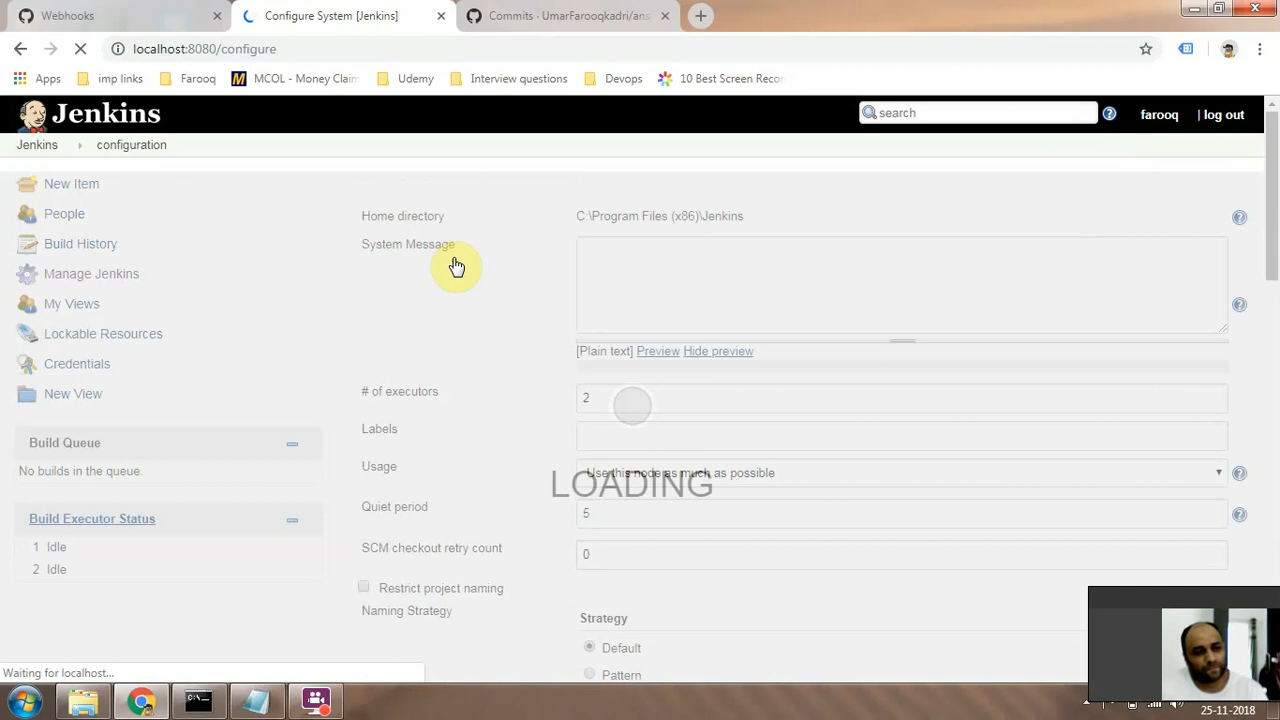 Webhooks
Configure System [Jenkins]
Commits · UmarFarooqkadri/ans
localhost:8080/configure
Apps
imp links
Farooq
MCOL - Money Claim
Udemy
Interview questions
Devops
10 Best Screen Recor
Jenkins
search
farooq
| log out
Jenkins
configuration
New Item
People
Build History
Manage Jenkins
My Views
Lockable Resources
Credentials
New View
Build Queue
No builds in the queue.
Build Executor Status
1 Idle
2 Idle
Home directory
C:\Program Files (x86)\Jenkins
System Message
[Plain text] Preview Hide preview
# of executors
2
Labels
Usage
Use this node as much as possible
LOADING
Quiet period
5
SCM checkout retry count
0
Restrict project naming
Naming Strategy
Strategy
Default
Pattern
Waiting for localhost...
25-11-2018